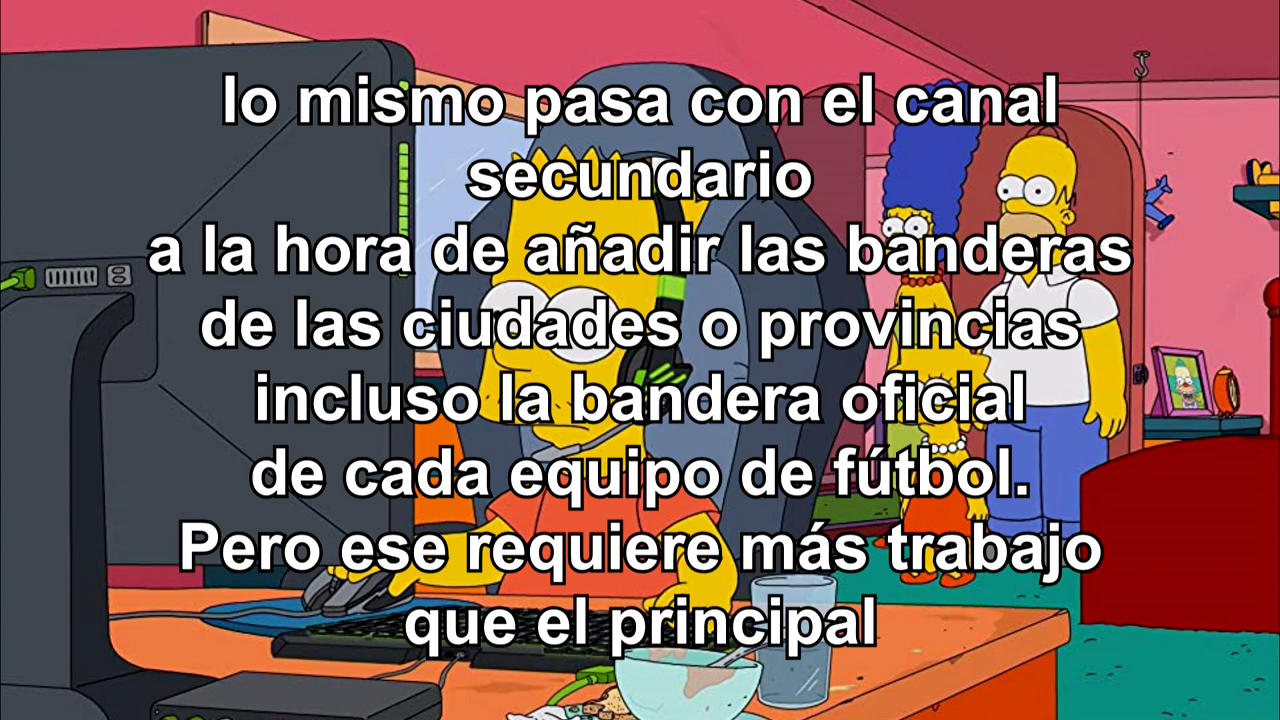 lo mismo pasa con el canal
secundario
a la hora de añadir las banderas
de las ciudades o provincias
incluso la bandera oficial
de cada equipo de fútbol.
Pero ese requiere más trabajo
que el principal